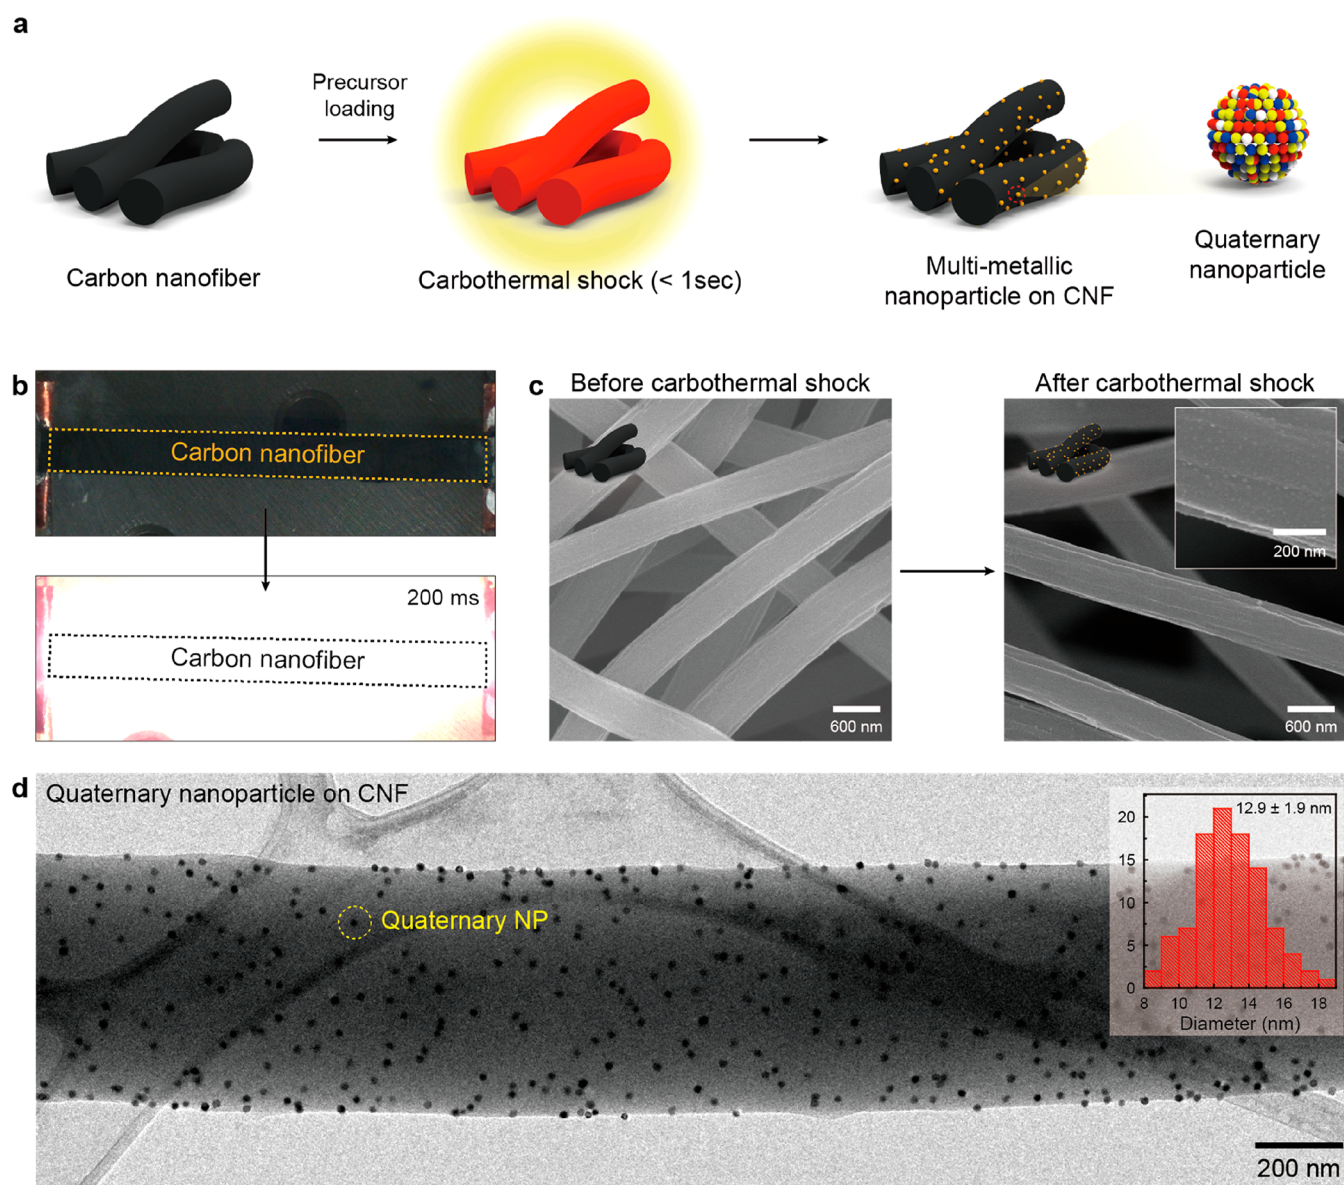 a
Precursor
loading
Carbon nanofiber
Carbothermal shock (< 1sec)
Multi-metallic
nanoparticle on CNF
Quaternary
nanoparticle
b
Carbon nanofiber
200 ms
Carbon nanofiber
c
Before carbothermal shock
600 nm
After carbothermal shock
200 nm
600 nm
d
Quaternary nanoparticle on CNF
Quaternary NP
12.9 ± 1.9 nm
20
15
10
5
0
8 10 12 14 16 18
Diameter (nm)
200 nm